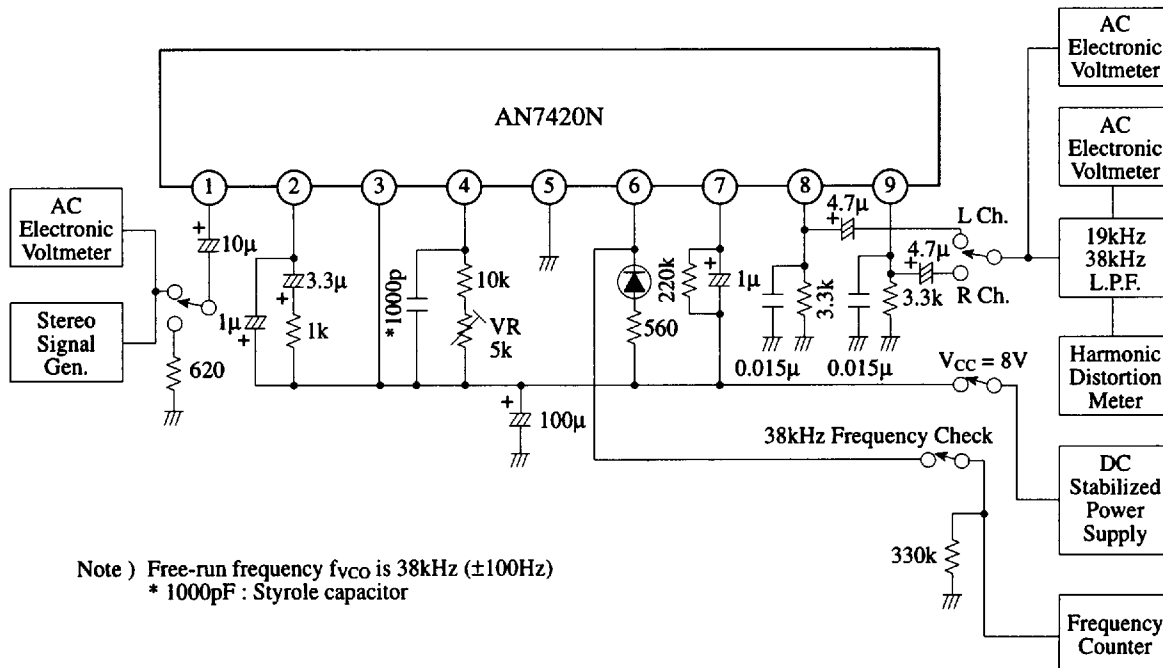 AN7420N
1
2
3
4
5
6
7
8
9
AC
Electronic
Voltmeter
Stereo
Signal
Gen.
620
+
10μ
1μ
+
3.3μ
+
1k
*1000p
10k
VR
5k
+
100μ
560
220k
+
1μ
4.7μ
+
L Ch.
4.7μ
+
R Ch.
3.3k
3.3k
0.015μ
0.015μ
VCC = 8V
38kHz Frequency Check
330k
AC
Electronic
Voltmeter
AC
Electronic
Voltmeter
19kHz
38kHz
L.P.F.
Harmonic
Distortion
Meter
DC
Stabilized
Power
Supply
Frequency
Counter
Note ) Free-run frequency fVCO is 38kHz (±100Hz)
* 1000pF : Styrole capacitor